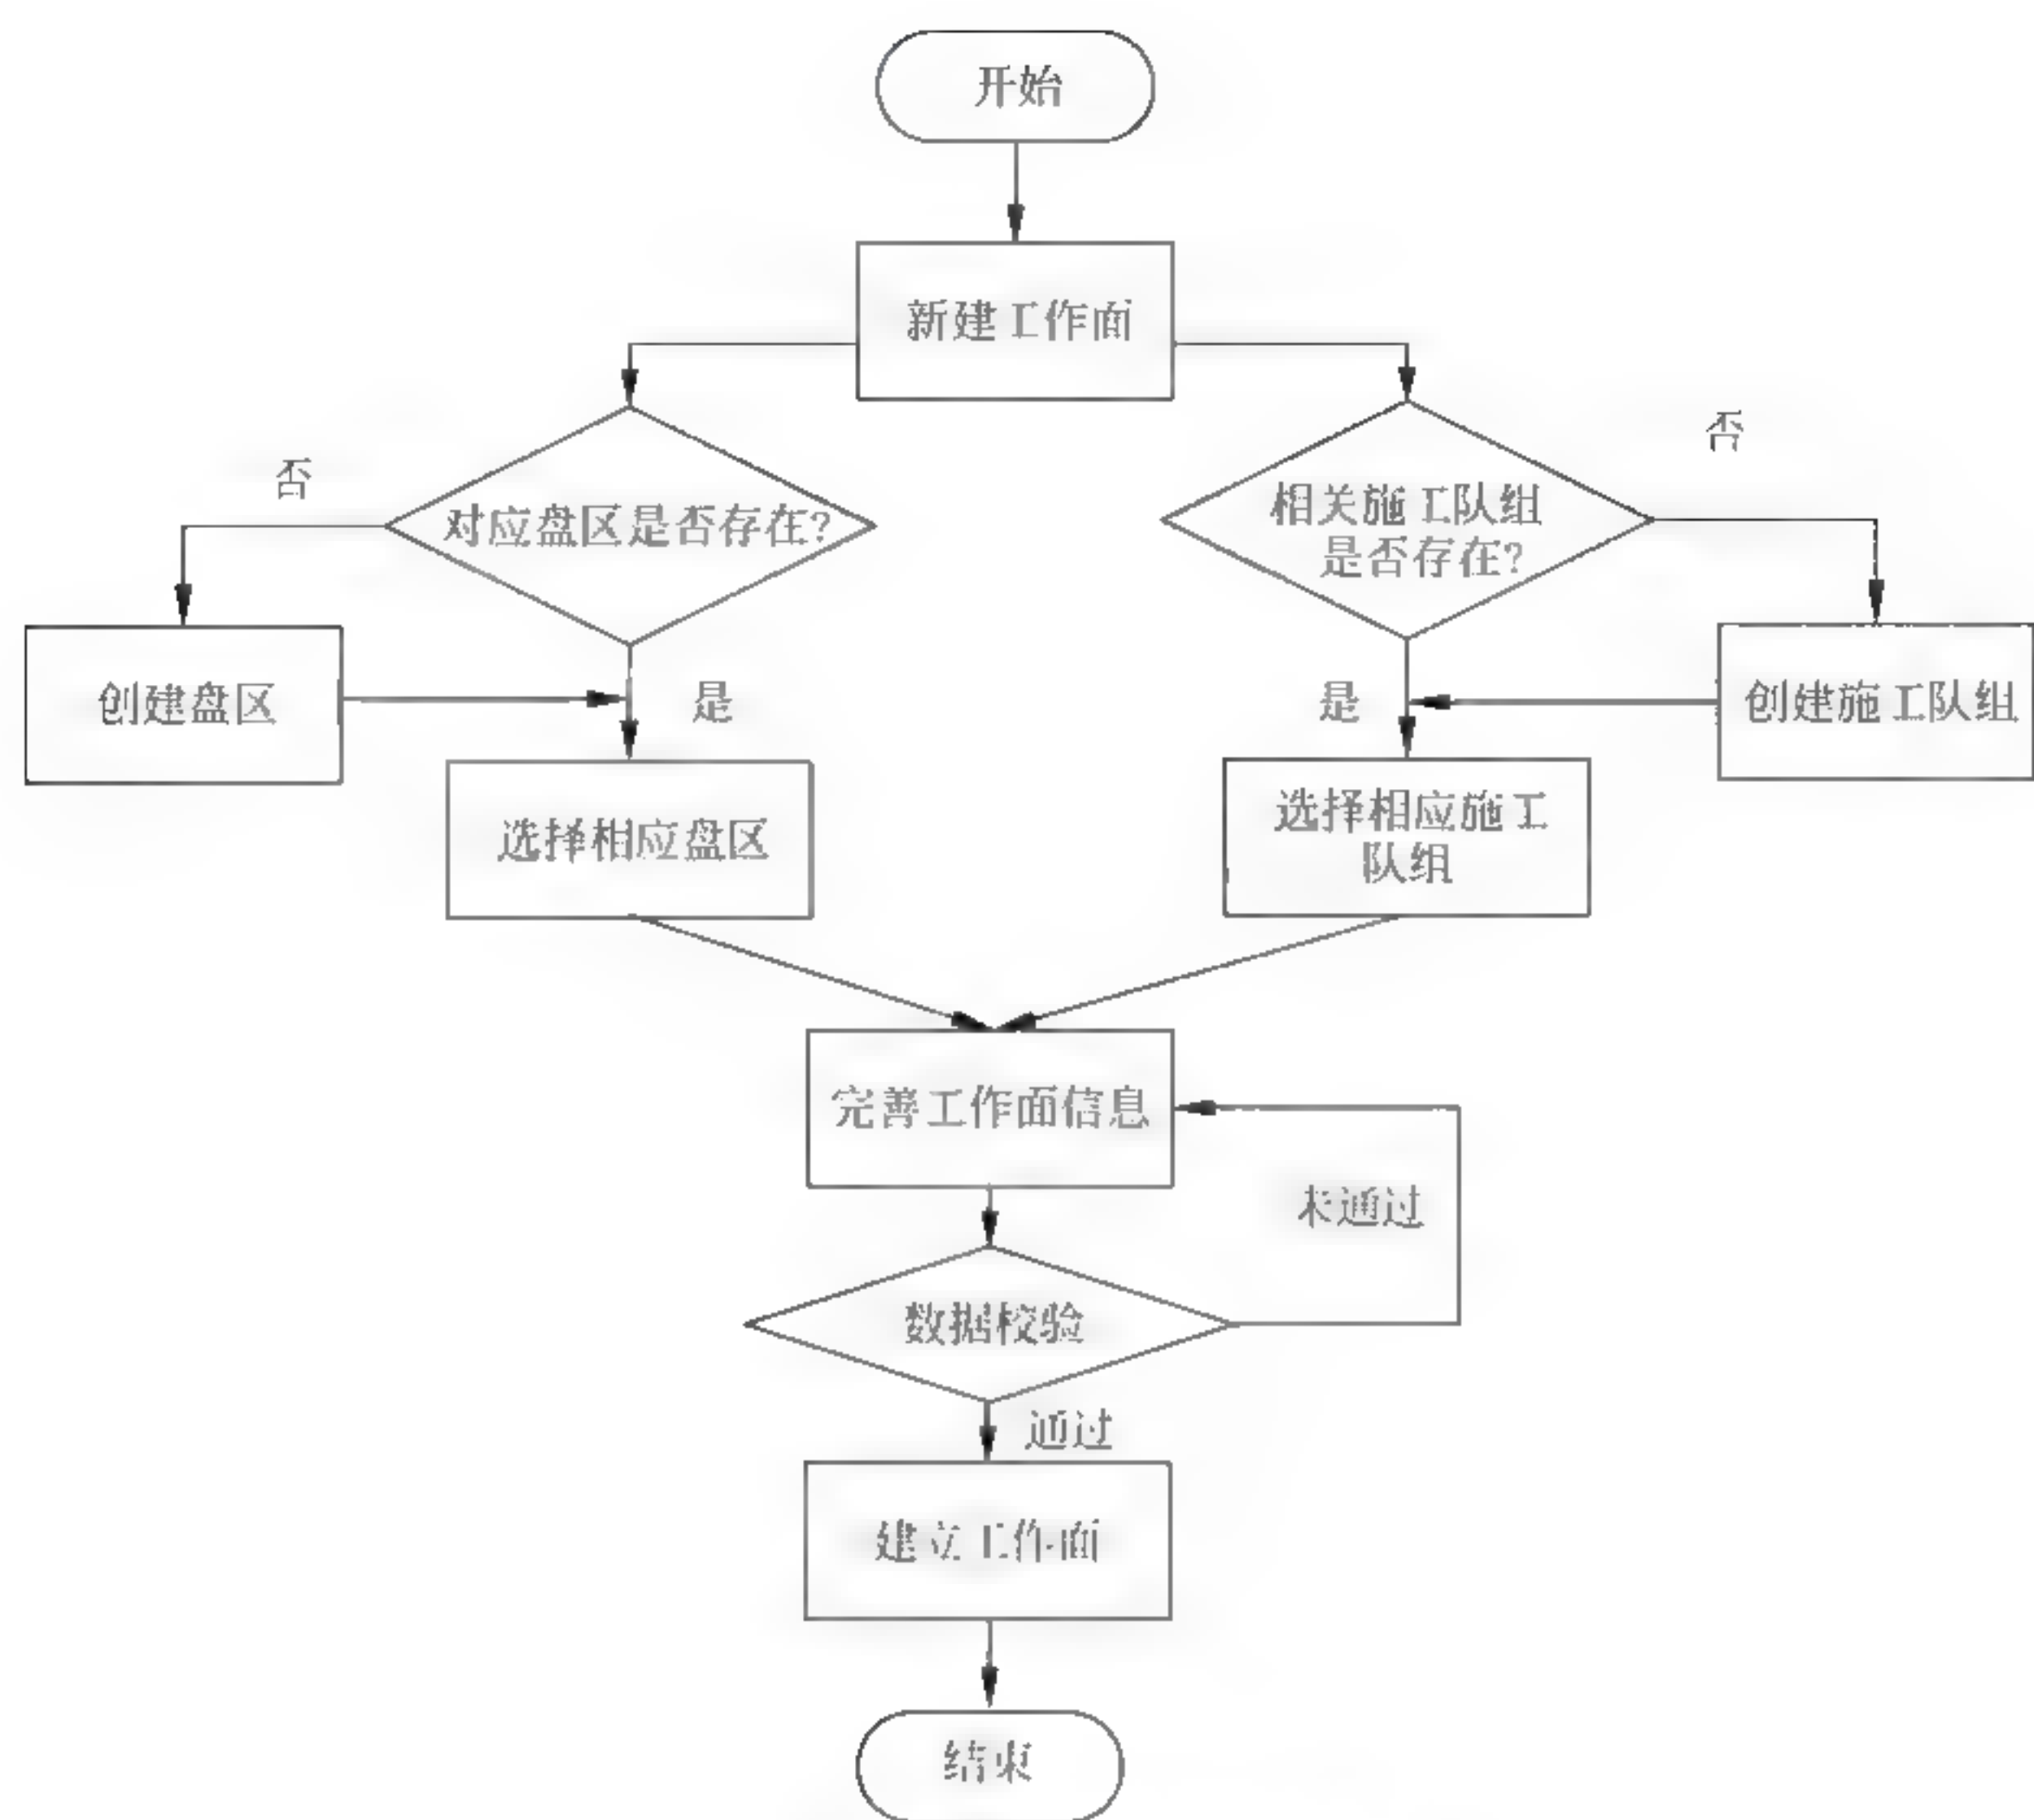 开始
新建工作面
否
否
对应盘区是否存在?
相关施工队组
是否存在?
创建盘区
是
是
创建施工队组
选择相应盘区
选择相应施工
队组
完善工作面信息
未通过
数据校验
通过
建立工作面
结束